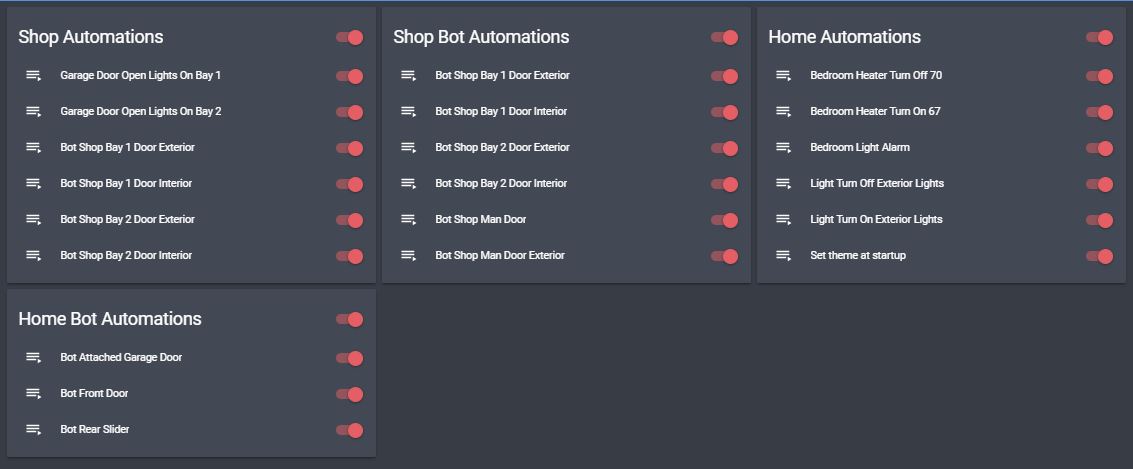 Shop Automations
Garage Door Open Lights On Bay 1
Garage Door Open Lights On Bay 2
Bot Shop Bay 1 Door Exterior
Bot Shop Bay 1 Door Interior
Bot Shop Bay 2 Door Exterior
Bot Shop Bay 2 Door Interior
Shop Bot Automations
Bot Shop Bay 1 Door Exterior
Bot Shop Bay 1 Door Interior
Bot Shop Bay 2 Door Exterior
Bot Shop Bay 2 Door Interior
Bot Shop Man Door
Bot Shop Man Door Exterior
Home Automations
Bedroom Heater Turn Off 70
Bedroom Heater Turn On 67
Bedroom Light Alarm
Light Turn Off Exterior Lights
Light Turn On Exterior Lights
Set theme at startup
Home Bot Automations
Bot Attached Garage Door
Bot Front Door
Bot Rear Slider